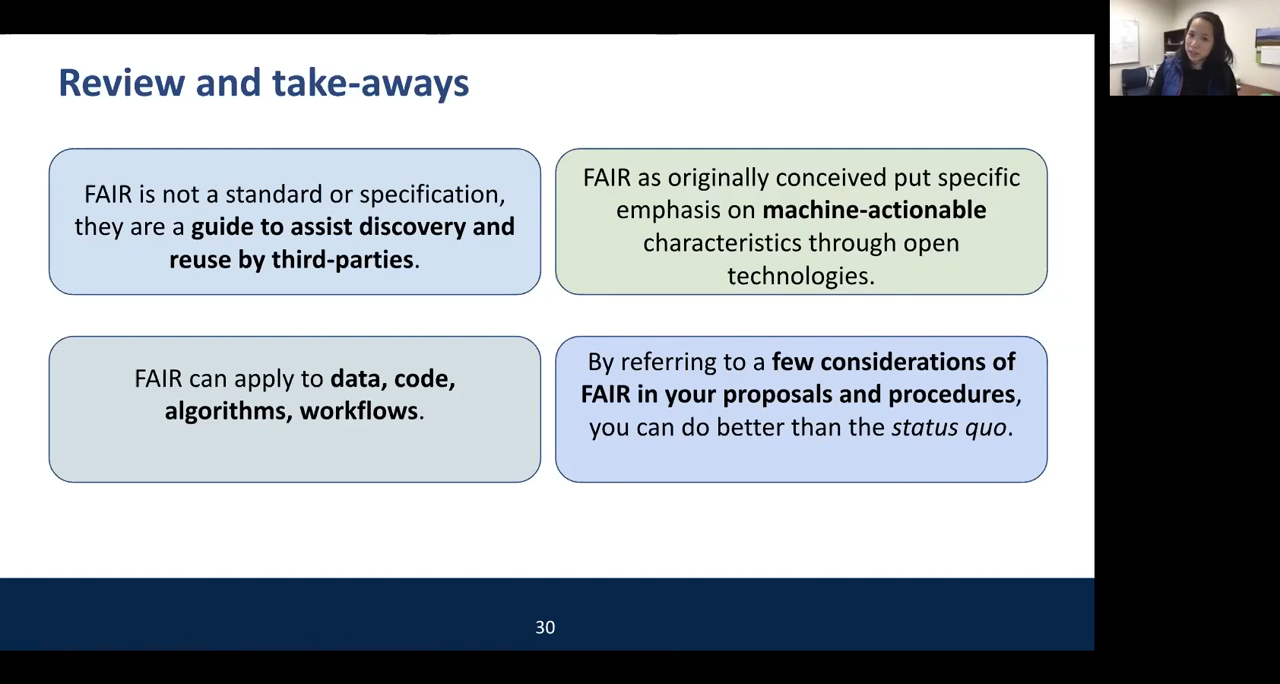 Review and take-aways
FAIR is not a standard or specification,
they are a guide to assist discovery and
reuse by third-parties.
FAIR as originally conceived put specific
emphasis on machine-actionable
characteristics through open
technologies.
FAIR can apply to data, code,
algorithms, workflows.
By referring to a few considerations of
FAIR in your proposals and procedures,
you can do better than the status quo.
30